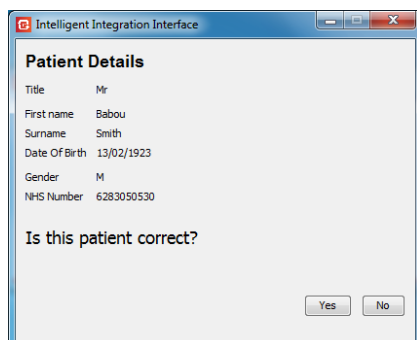 Intelligent Integration Interface
Patient Details
Title Mr
First name Babou
Surname Smith
Date Of Birth 13/02/1923
Gender M
NHS Number 6283050530
Is this patient correct?
Yes No